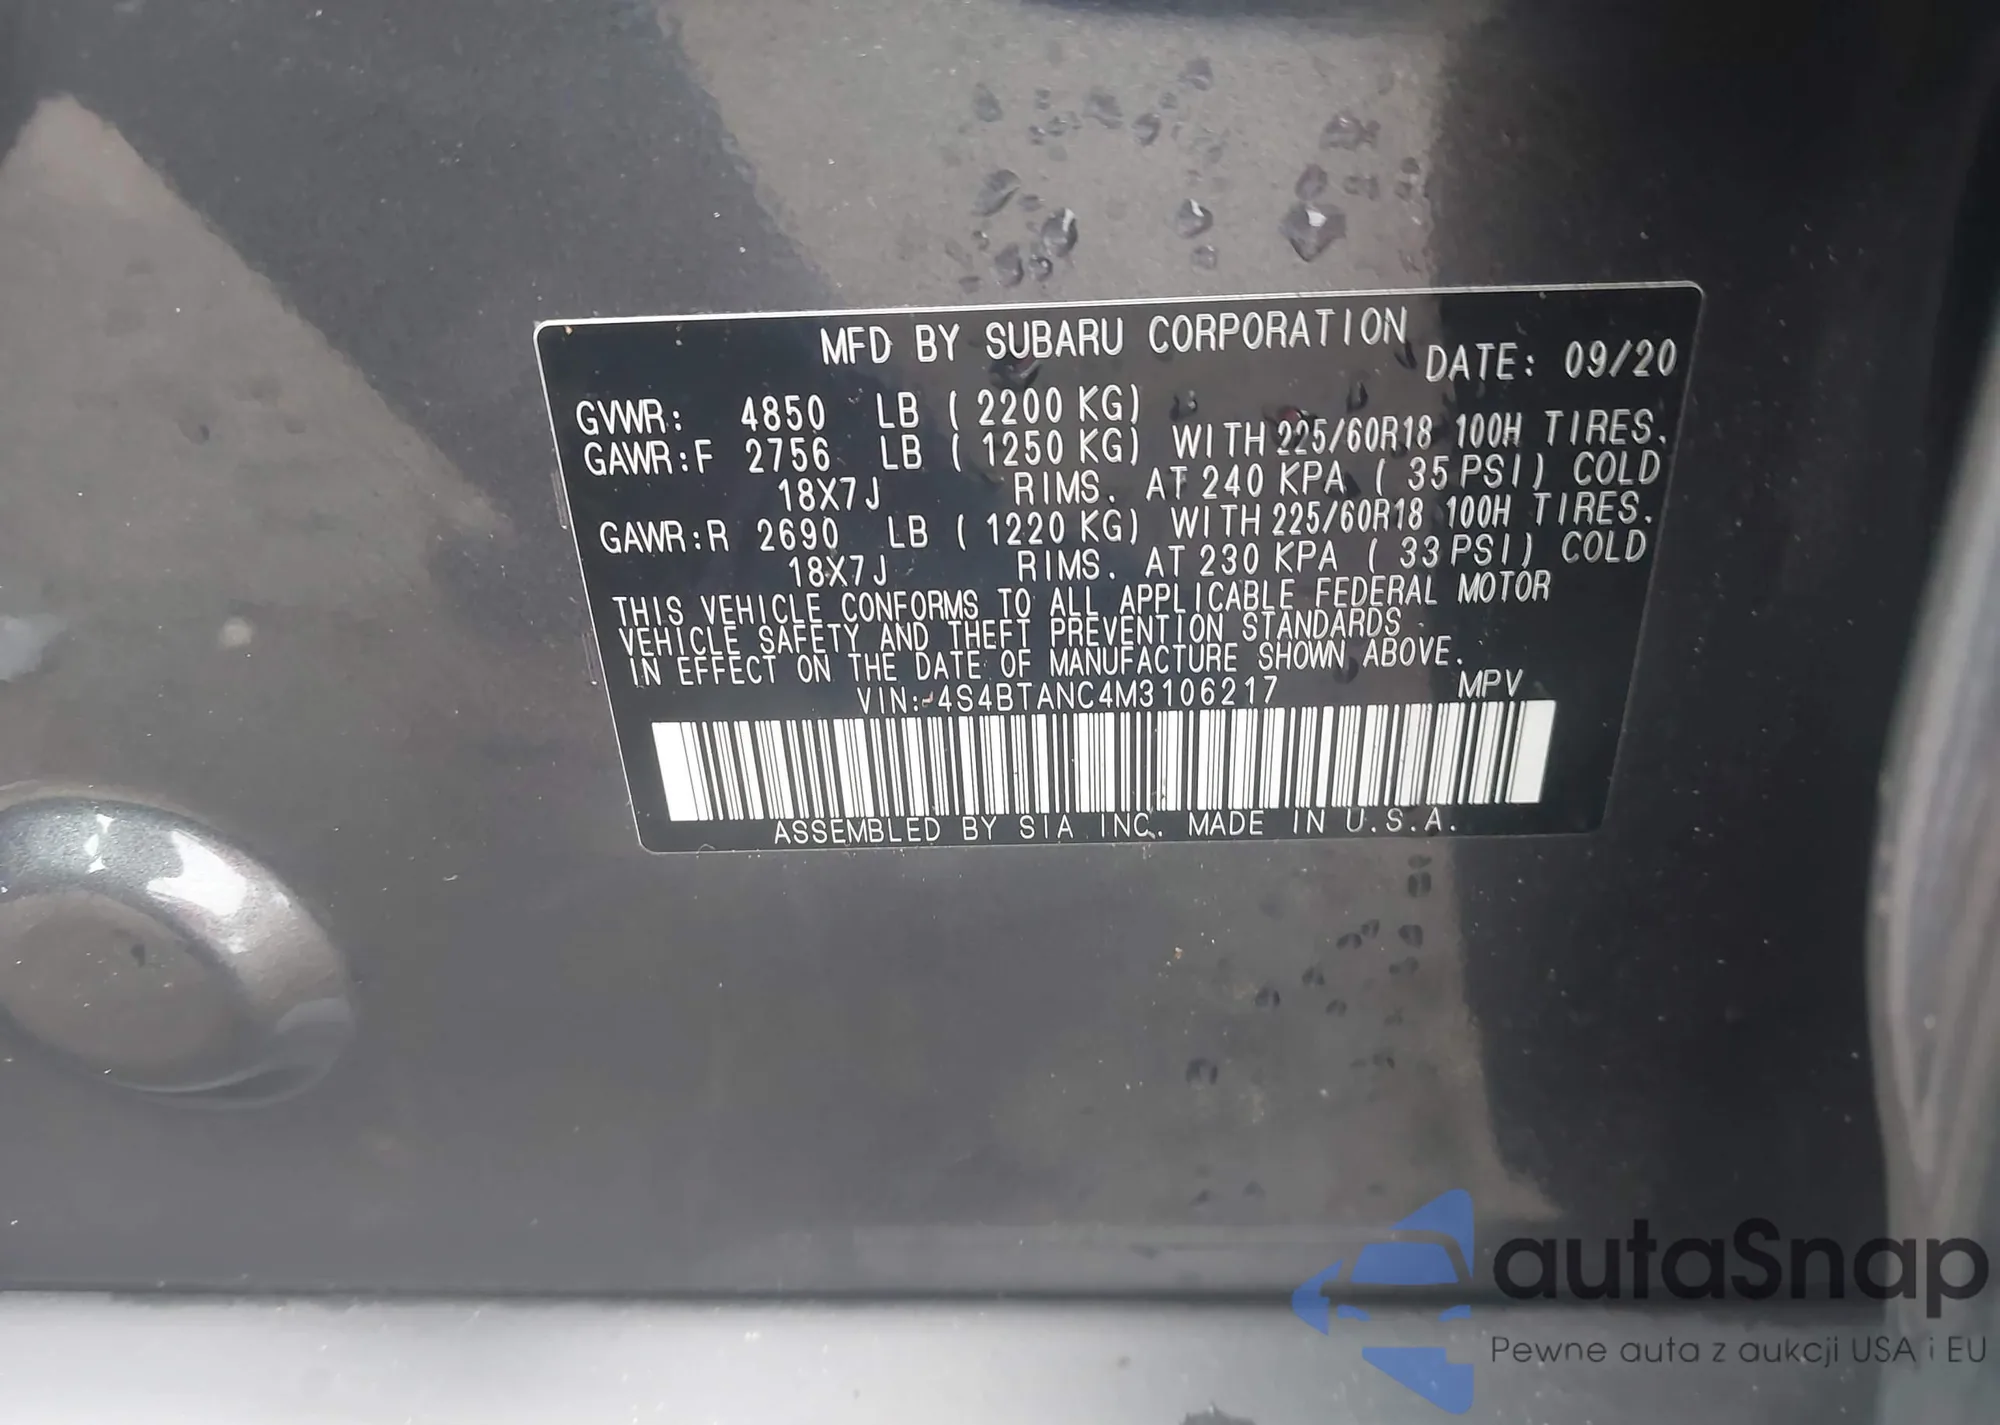 MFD BY SUBARU CORPORATION
DATE: 09/20
GVWR: 4850 LB ( 2200 KG)
GAWR:F 2756 LB ( 1250 KG) WITH 225/60R18 100H TIRES.
18X7J RIMS. AT 240 KPA ( 35 PSI) COLD
GAWR:R 2690 LB ( 1220 KG) WITH 225/60R18 100H TIRES.
18X7J RIMS. AT 230 KPA ( 33 PSI) COLD
THIS VEHICLE CONFORMS TO ALL APPLICABLE FEDERAL MOTOR
VEHICLE SAFETY AND THEFT PREVENTION STANDARDS
IN EFFECT ON THE DATE OF MANUFACTURE SHOWN ABOVE.
VIN: 4S4BTANC4M3106217 MPV
ASSEMBLED BY SIA INC. MADE IN U.S.A.
autaSnap
Pewne auta z aukcji USA i EU